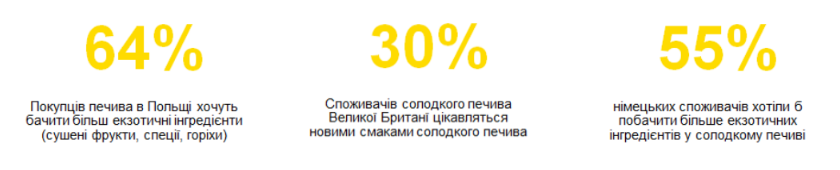 64%
Покупців печива в Польщі хочуть
бачити більш екзотичні інгредієнти
(сушені фрукти, спеції, горіхи)
30%
Споживачів солодкого печива
Великої Британї цікавляться
новими смаками солодкого печива
55%
німецьких споживачів хотіли б
побачити більше екзотичних
інгредієнтів у солодкому печиві